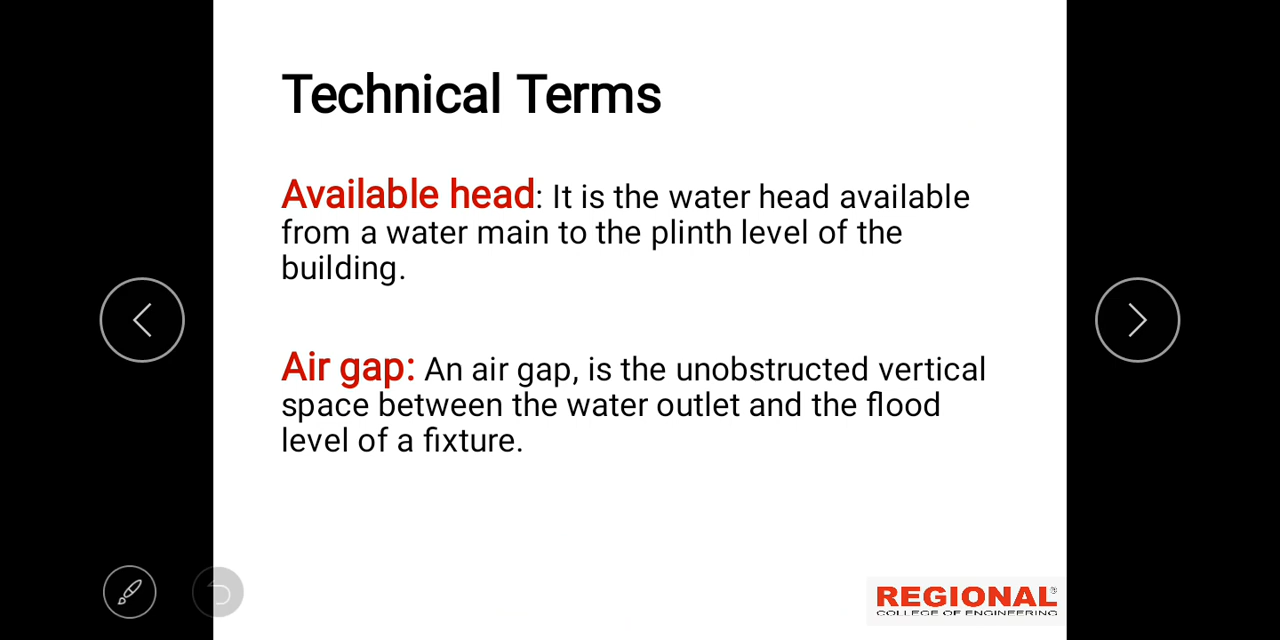 Technical Terms
Available head: It is the water head available
from a water main to the plinth level of the
building.
Air gap: An air gap, is the unobstructed vertical
space between the water outlet and the flood
level of a fixture.
REGIONAL®
COLLEGE OF ENGINEERING